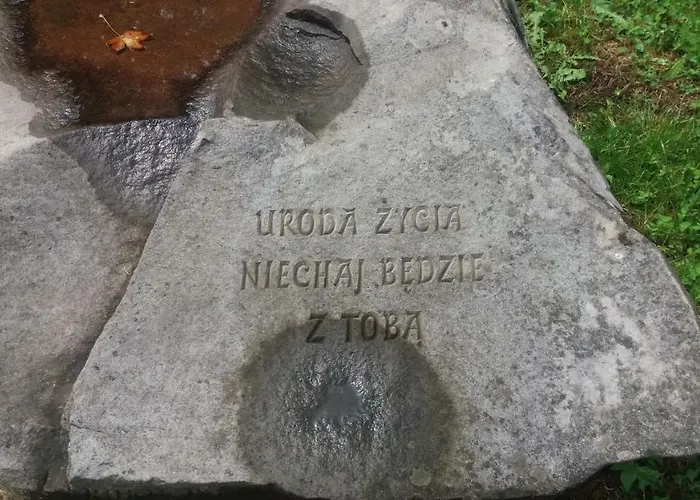 URODA ŻYCIA
NIECHAJ BĘDZIE
Z TOBĄ